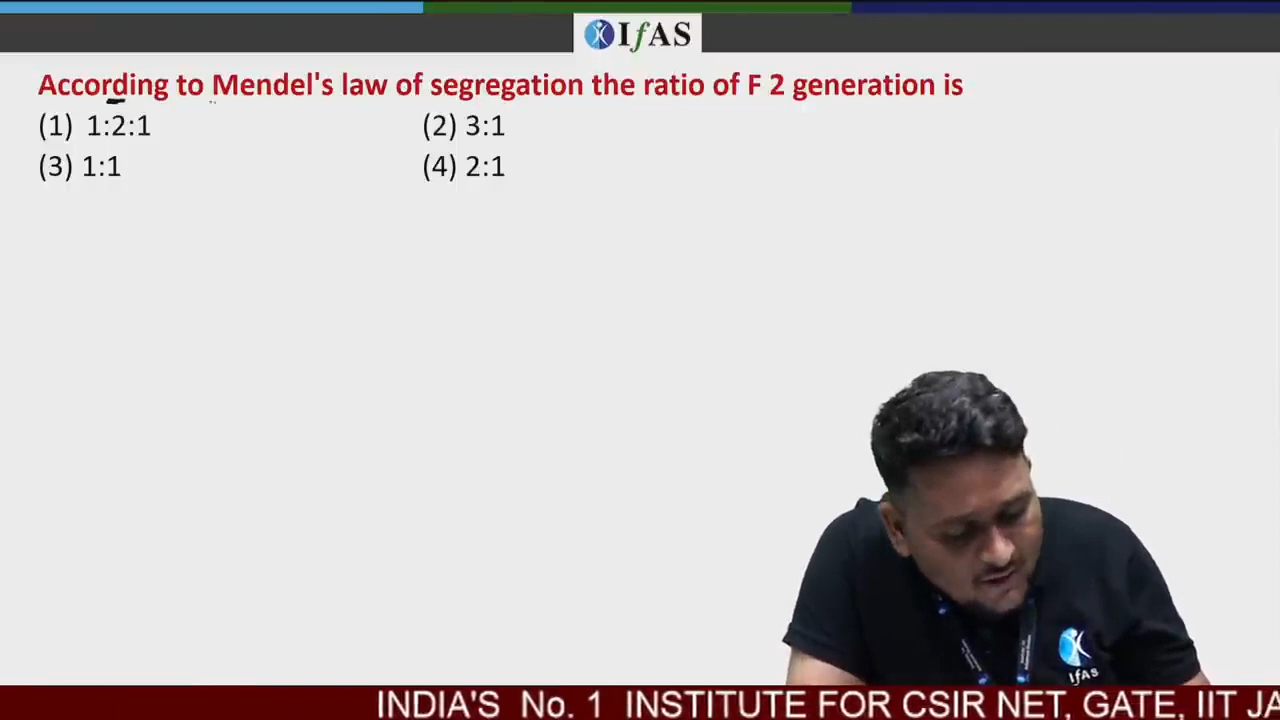 IfAS
According to Mendel's law of segregation the ratio of F 2 generation is
(1) 1:2:1 (2) 3:1
(3) 1:1 (4) 2:1
IfAS
INDIA'S No. 1 INSTITUTE FOR CSIR NET, GATE, IIT JA